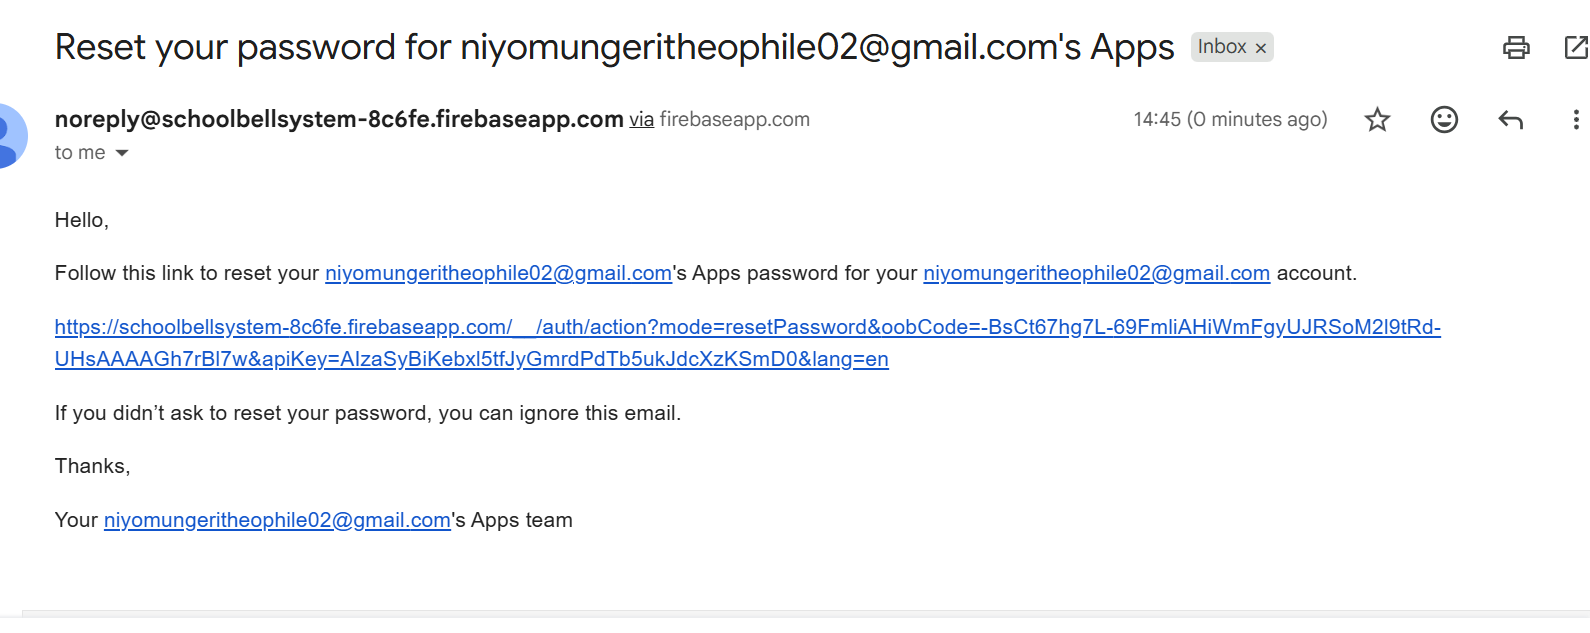 Reset your password for niyomungeritheophile02@gmail.com's Apps Inbox ×
noreply@schoolbellsystem-8c6fe.firebaseapp.com via firebaseapp.com 14:45 (0 minutes ago)
to me
Hello,
Follow this link to reset your niyomungeritheophile02@gmail.com's Apps password for your niyomungeritheophile02@gmail.com account.
https://schoolbellsystem-8c6fe.firebaseapp.com/__/auth/action?mode=resetPassword&oobCode=-BsCt67hg7L-69FmliAHiWmFgyUJRSoM2l9tRd-
UHsAAAAGh7rBl7w&apiKey=AIzaSyBiKebxl5tfJyGmrdPdTb5ukJdcXzKSmD0&lang=en
If you didn’t ask to reset your password, you can ignore this email.
Thanks,
Your niyomungeritheophile02@gmail.com's Apps team